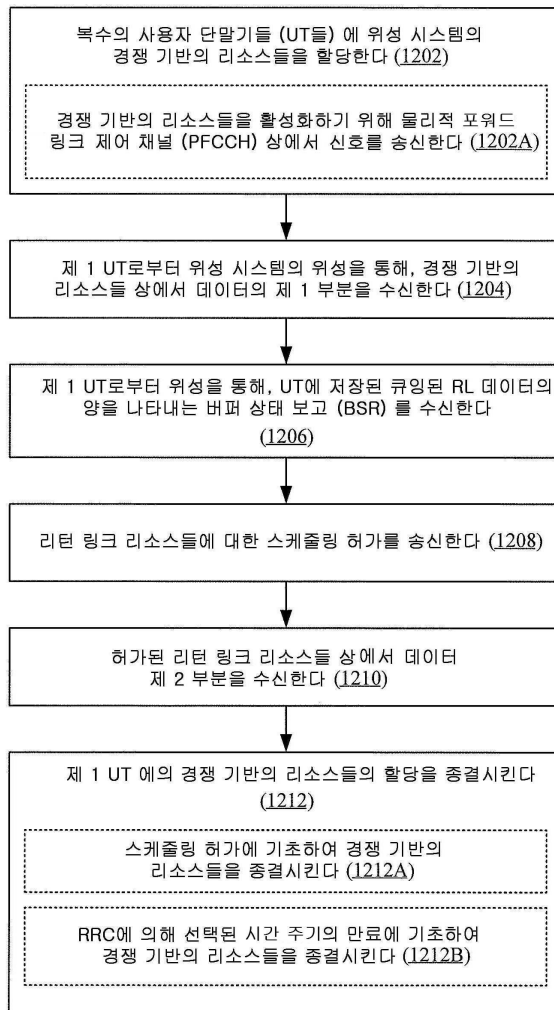 복수의 사용자 단말기들 (UT들) 에 위성 시스템의
경쟁 기반의 리소스들을 할당한다 (1202)
경쟁 기반의 리소스들을 활성화하기 위해 물리적 포워드
링크 제어 채널 (PFCCH) 상에서 신호를 송신한다 (1202A)
제 1 UT로부터 위성 시스템의 위성을 통해, 경쟁 기반의
리소스들 상에서 데이터의 제 1 부분을 수신한다 (1204)
제 1 UT로부터 위성을 통해, UT에 저장된 큐잉된 RL 데이터의
양을 나타내는 버퍼 상태 보고 (BSR) 를 수신한다
(1206)
리턴 링크 리소스들에 대한 스케줄링 허가를 송신한다 (1208)
허가된 리턴 링크 리소스들 상에서 데이터
제 2 부분을 수신한다 (1210)
제 1 UT 에의 경쟁 기반의 리소스들의 할당을 종결시킨다
(1212)
스케줄링 허가에 기초하여 경쟁 기반의
리소스들을 종결시킨다 (1212A)
RRC에 의해 선택된 시간 주기의 만료에 기초하여
경쟁 기반의 리소스들을 종결시킨다 (1212B)